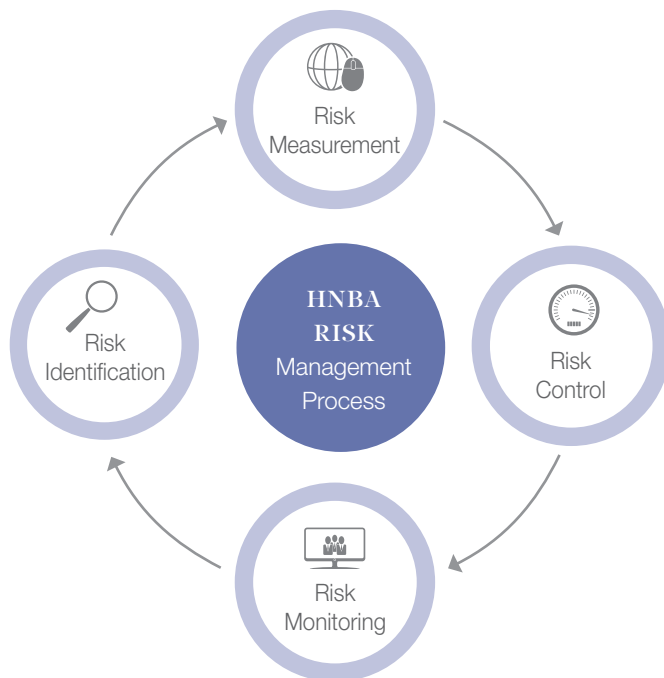 Risk
Measurement
HNBA
RISK
Management
Process
Risk
Identification
Risk
Control
Risk
Monitoring